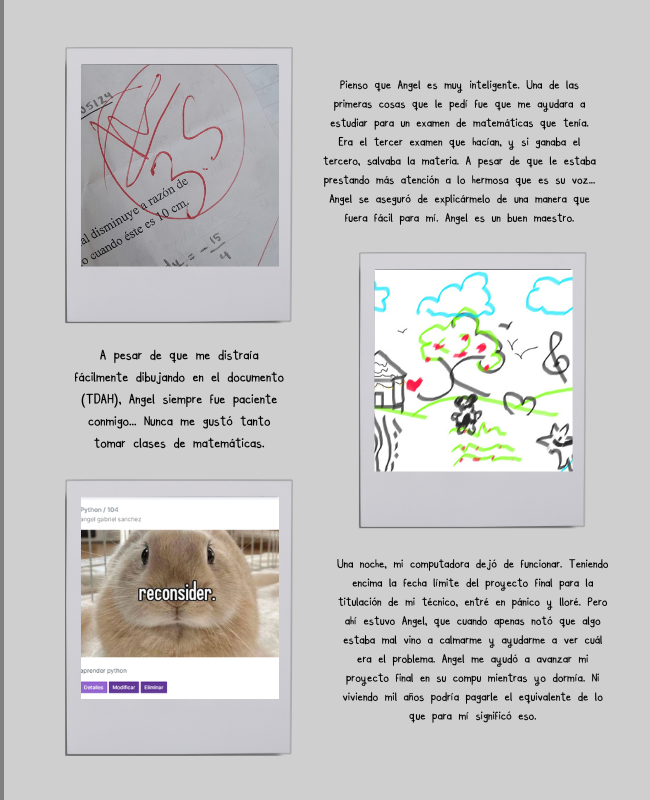 05124
3.5
al disminuye a razón de
o cuando éste es 10 cm.
= -15/4
Pienso que Angel es muy inteligente. Una de las
primeras cosas que le pedí fue que me ayudara a
estudiar para un examen de matemáticas que tenía.
Era el tercer examen que hacían, y si ganaba el
tercero, salvaba la materia. A pesar de que le estaba
prestando más atención a lo hermosa que es su voz...
Angel se aseguró de explicármelo de una manera que
fuera fácil para mí. Angel es un buen maestro.
A pesar de que me distraía
fácilmente dibujando en el documento
(TDAH), Angel siempre fue paciente
conmigo... Nunca me gustó tanto
tomar clases de matemáticas.
Python / 104
angel gabriel sanchez
reconsider.
aprender python
Detalles Modificar Eliminar
Una noche, mi computadora dejó de funcionar. Teniendo
encima la fecha límite del proyecto final para la
titulación de mi técnico, entré en pánico y lloré. Pero
ahí estuvo Angel, que cuando apenas notó que algo
estaba mal vino a calmarme y ayudarme a ver cuál
era el problema. Angel me ayudó a avanzar mi
proyecto final en su compu mientras yo dormía. Ni
viviendo mil años podría pagarle el equivalente de lo
que para mí significó eso.